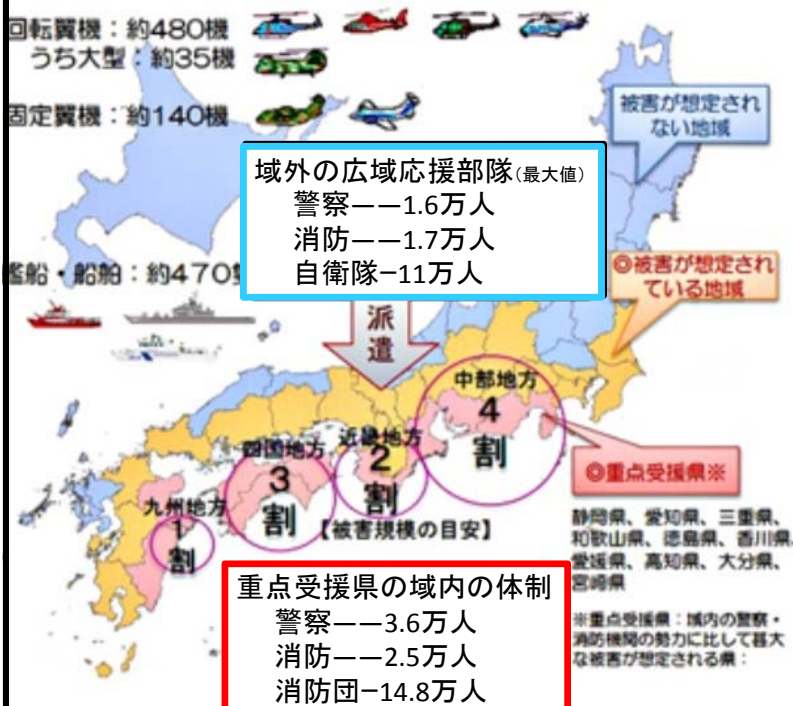 回転翼機：約480機
うち大型：約35機
固定翼機：約140機
被害が想定され
ない地域
域外の広域応援部隊(最大値)
警察――1.6万人
消防――1.7万人
自衛隊−11万人
艦船・船舶：約470隻
◎被害が想定され
ている地域
派
遣
中部地方
4
割
近畿地方
2
割
四国地方
3
割
九州地方
1
割
【被害規模の目安】
◎重点受援県※
静岡県、愛知県、三重県、
和歌山県、徳島県、香川県、
愛媛県、高知県、大分県、
宮崎県
※重点受援県：域内の警察・
消防機関の勢力に比して甚大
な被害が想定される県：
重点受援県の域内の体制
警察――3.6万人
消防――2.5万人
消防団−14.8万人